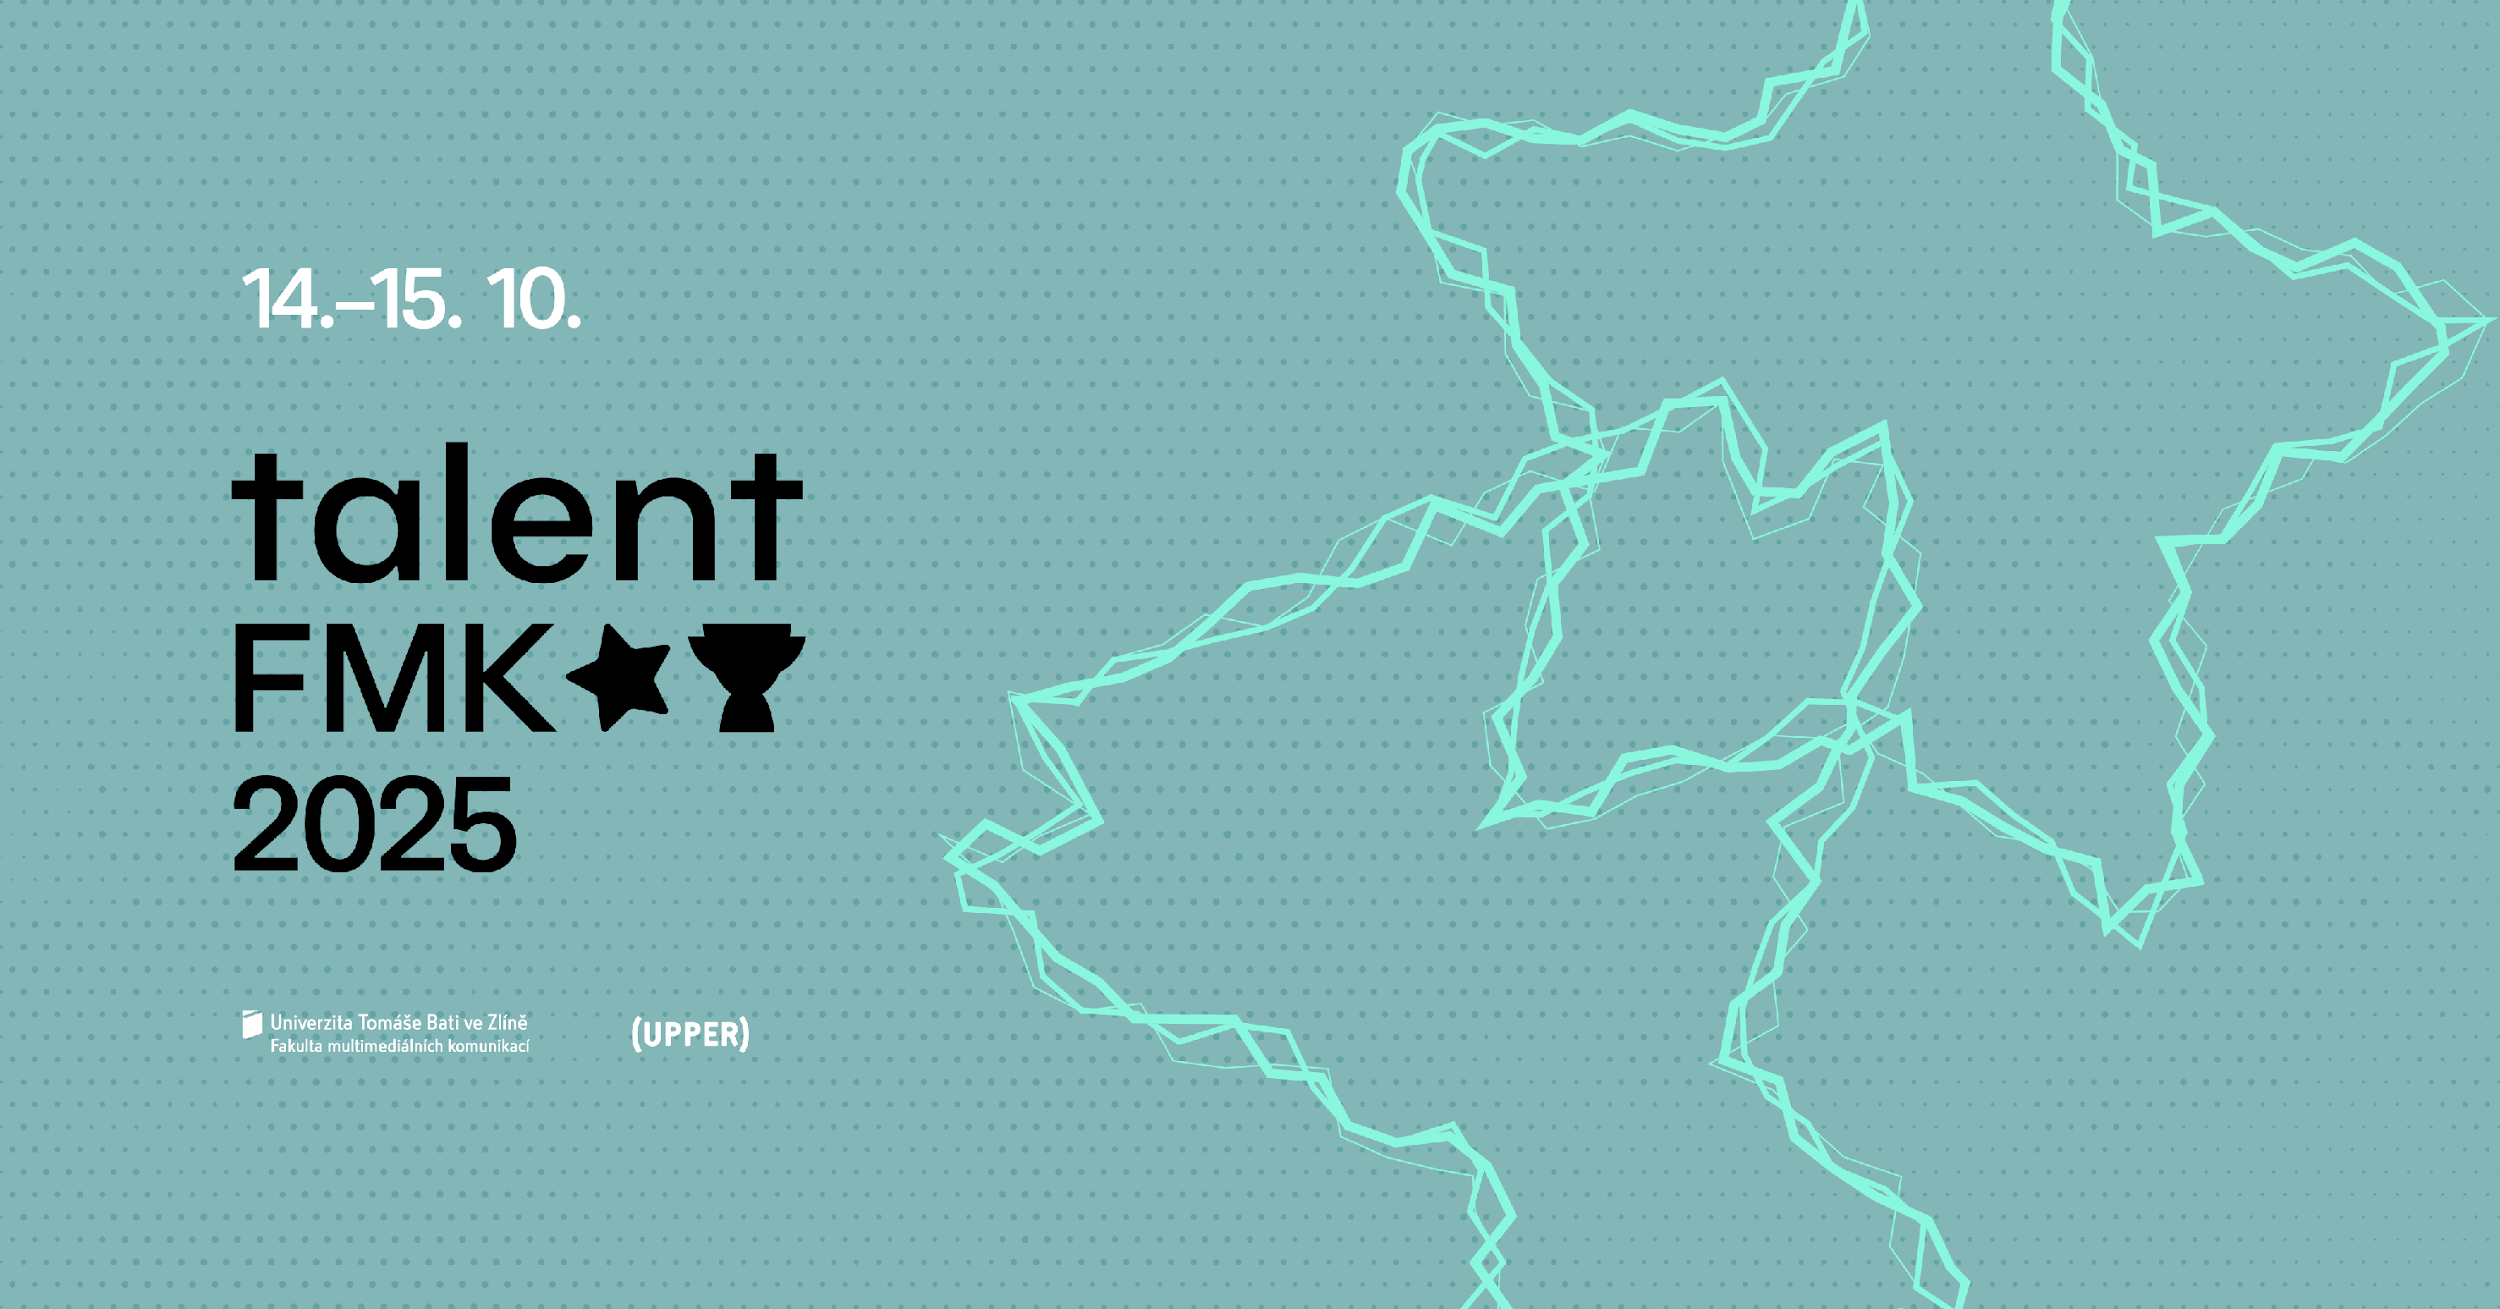 14.–15. 10.
talent
FMK
2025
Univerzita Tomáše Bati ve Zlíně
Fakulta multimediálních komunikací
(UPPER)